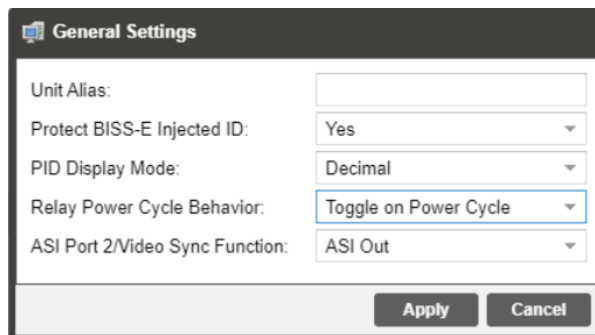 General Settings
Unit Alias:
Protect BISS-E Injected ID: Yes
PID Display Mode: Decimal
Relay Power Cycle Behavior: Toggle on Power Cycle
ASI Port 2/Video Sync Function: ASI Out
Apply Cancel